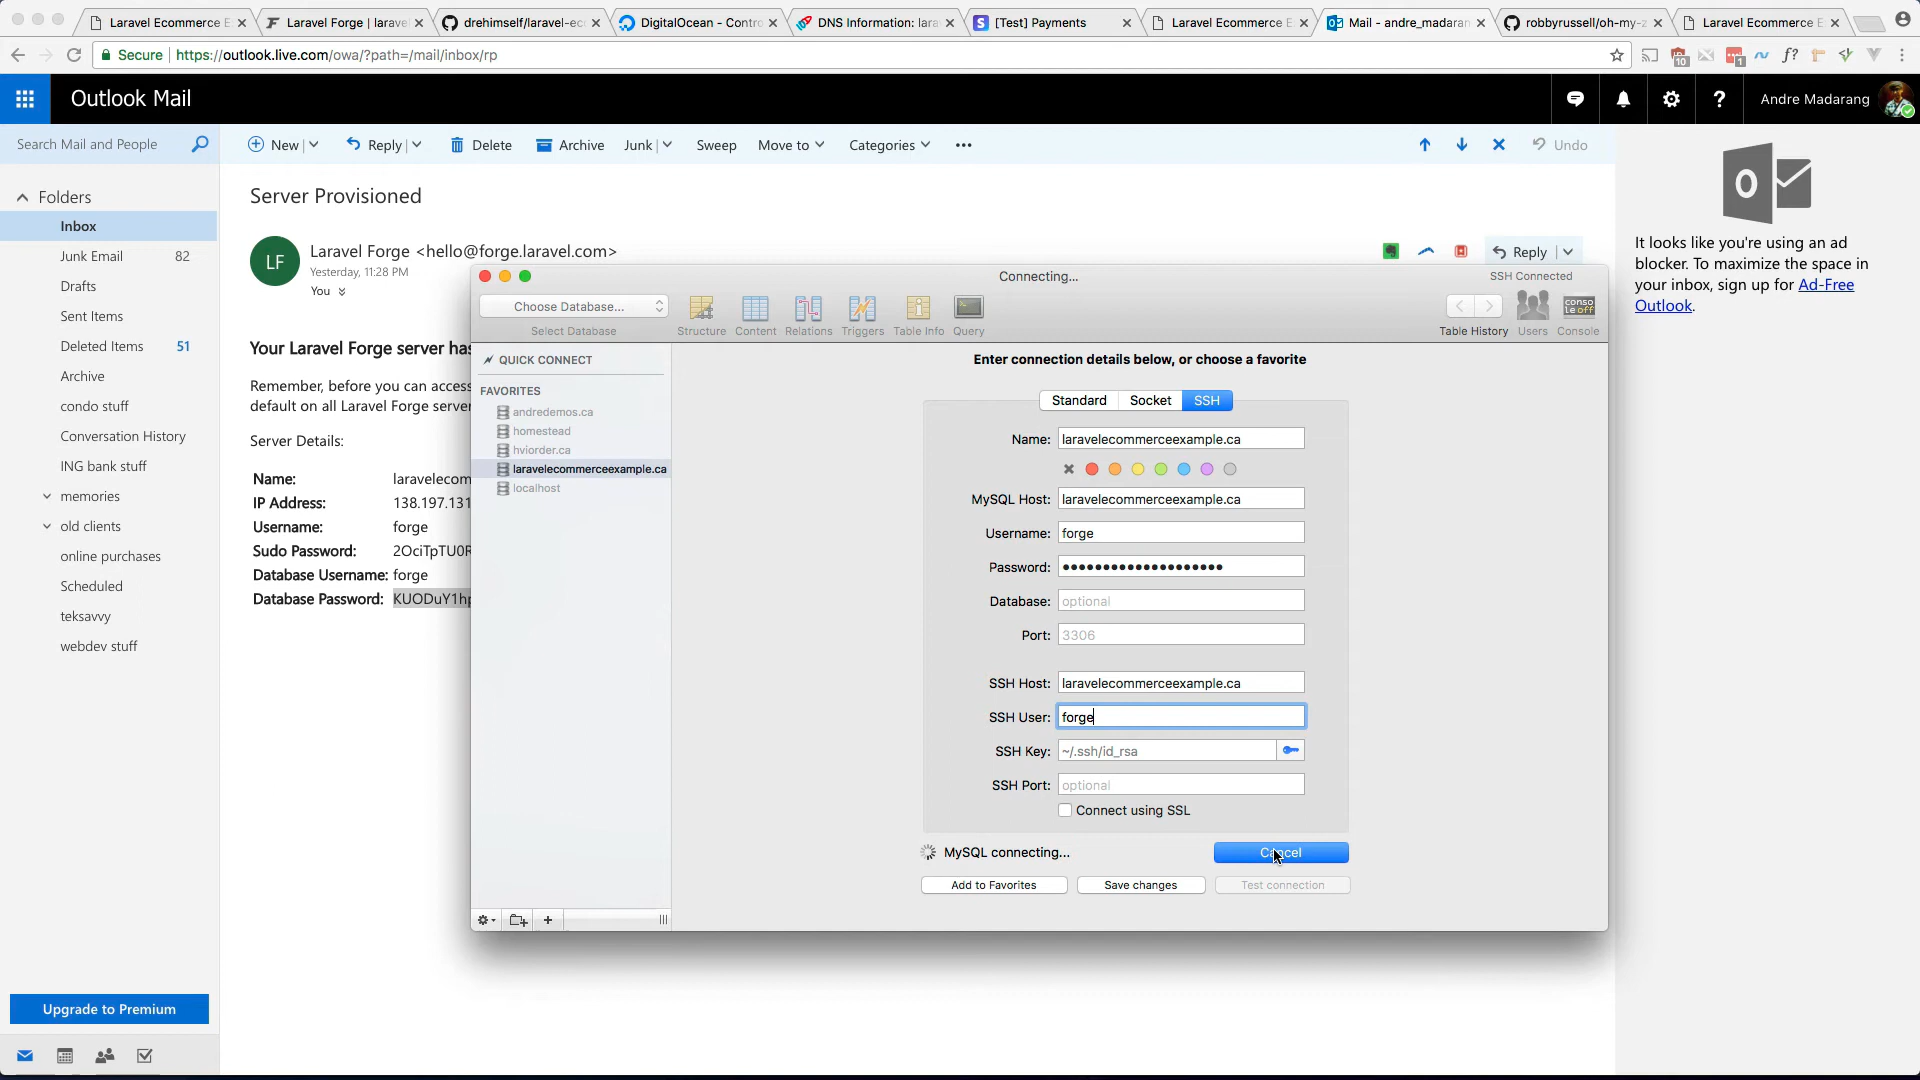 Laravel Ecommerce E
Laravel Forge | larave
drehimself/laravel-ec
DigitalOcean - Contro
DNS Information: lara
[Test] Payments
Laravel Ecommerce E
Mail - andre_madaran
robbyrussell/oh-my-z
Laravel Ecommerce E
Secure
https://outlook.live.com/owa/?path=/mail/inbox/rp
Outlook Mail
Andre Madarang
Search Mail and People
New
Reply
Delete
Archive
Junk
Sweep
Move to
Categories
Undo
Folders
Inbox
Junk Email 82
Drafts
Sent Items
Deleted Items 51
Archive
condo stuff
Conversation History
ING bank stuff
memories
old clients
online purchases
Scheduled
teksavvy
webdev stuff
Upgrade to Premium
Server Provisioned
LF
Laravel Forge <hello@forge.laravel.com>
Yesterday, 11:28 PM
You
Reply
Your Laravel Forge server has
Remember, before you can access
default on all Laravel Forge server
Server Details:
Name: laravelecom
IP Address: 138.197.131
Username: forge
Sudo Password: 2OciTpTU0R
Database Username: forge
Database Password: KUODuY1hp
Connecting...
SSH Connected
Choose Database...
Select Database
Structure
Content
Relations
Triggers
Table Info
Query
Table History
Users
Console
conso
le off
QUICK CONNECT
FAVORITES
andredemos.ca
homestead
hviorder.ca
laravelecommerceexample.ca
localhost
Enter connection details below, or choose a favorite
Standard
Socket
SSH
Name: laravelecommerceexample.ca
MySQL Host: laravelecommerceexample.ca
Username: forge
Password: ••••••••••••••••••••
Database: optional
Port: 3306
SSH Host: laravelecommerceexample.ca
SSH User: forge
SSH Key: ~/.ssh/id_rsa
SSH Port: optional
Connect using SSL
MySQL connecting...
Cancel
Add to Favorites
Save changes
Test connection
It looks like you're using an ad
blocker. To maximize the space in
your inbox, sign up for Ad-Free
Outlook.